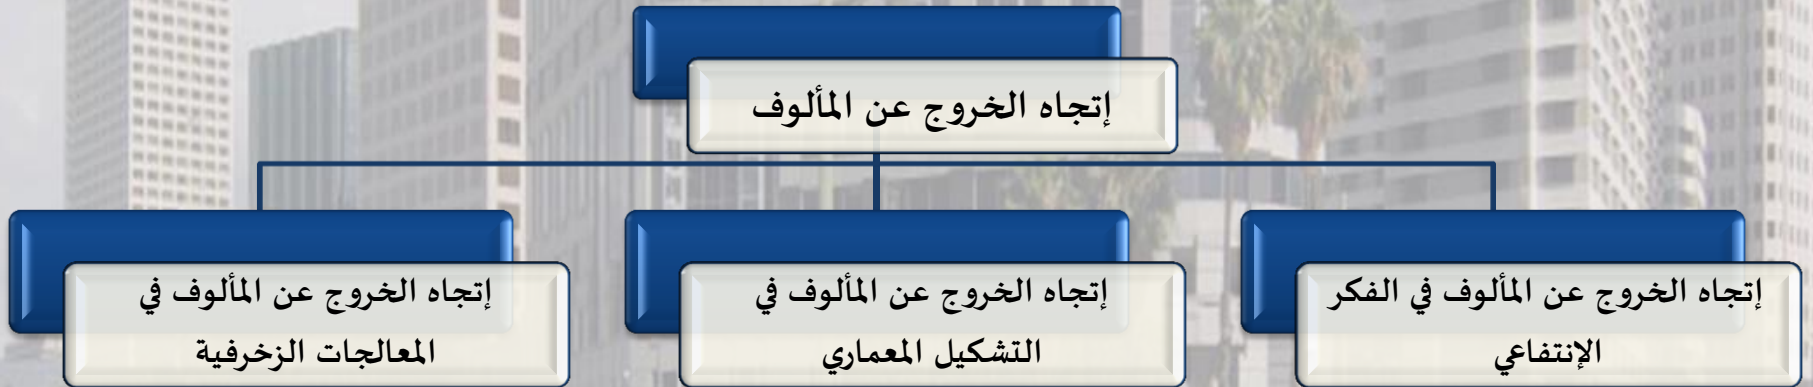 إتجاه الخروج عن المألوف
إتجاه الخروج عن المألوف في الفكر
الإنتفاعي
إتجاه الخروج عن المألوف في
التشكيل المعماري
إتجاه الخروج عن المألوف في
المعالجات الزخرفية